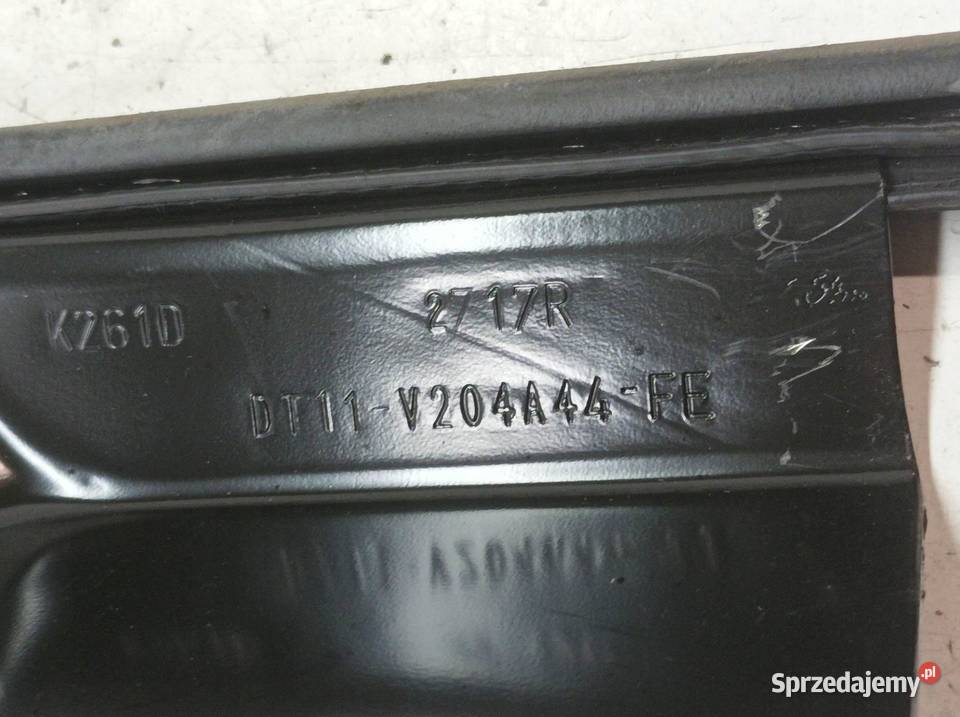 K261D 2717R
DT11-V204A44-FE
Sprzedajemy.pl